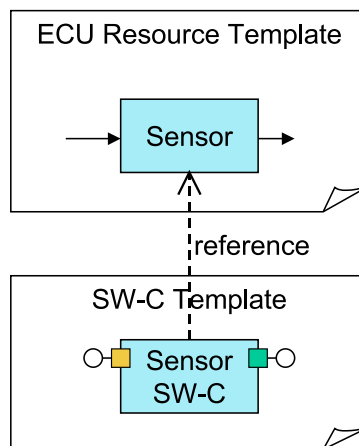 ECU Resource Template
Sensor
reference
SW-C Template
Sensor
SW-C